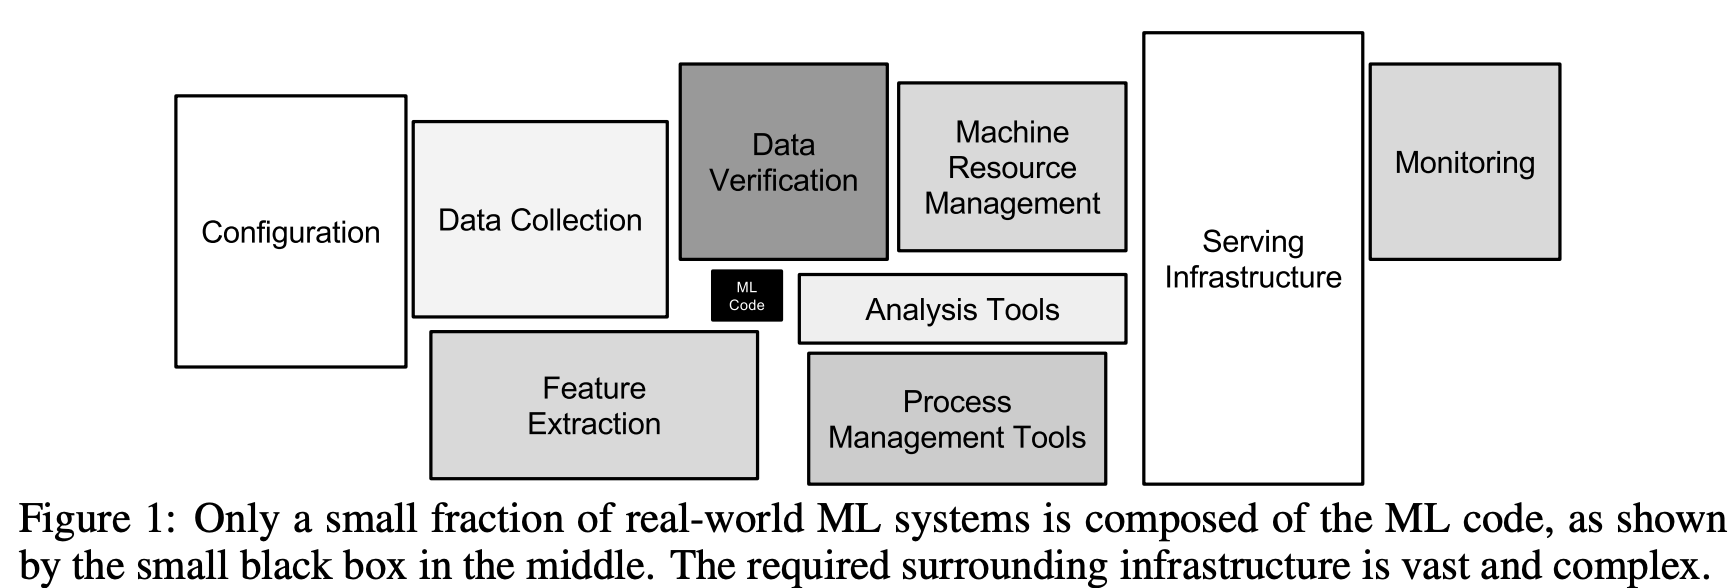 Configuration
Data Collection
Data
Verification
Machine
Resource
Management
Serving
Infrastructure
Monitoring
ML
Code
Analysis Tools
Feature
Extraction
Process
Management Tools
Figure 1: Only a small fraction of real-world ML systems is composed of the ML code, as shown
by the small black box in the middle. The required surrounding infrastructure is vast and complex.